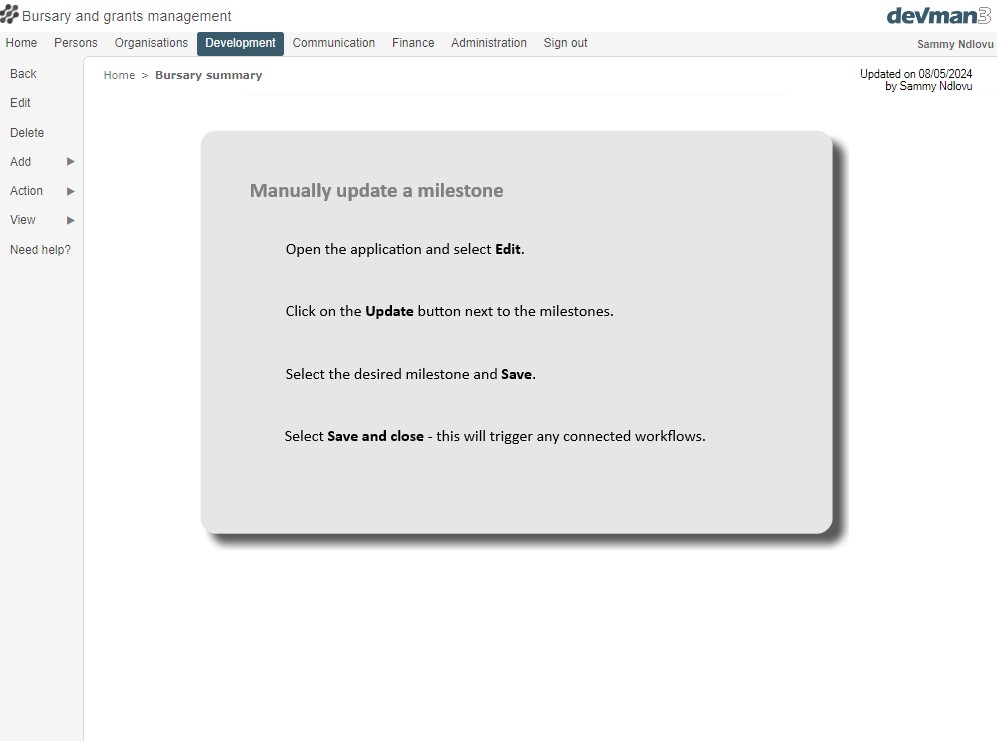 Bursary and grants management
devman3
Home Persons Organisations Development Communication Finance Administration Sign out
Sammy Ndlovu
Back
Edit
Delete
Add
Action
View
Need help?
Home > Bursary summary
Updated on 08/05/2024
by Sammy Ndlovu
Manually update a milestone
Open the application and select Edit.
Click on the Update button next to the milestones.
Select the desired milestone and Save.
Select Save and close - this will trigger any connected workflows.